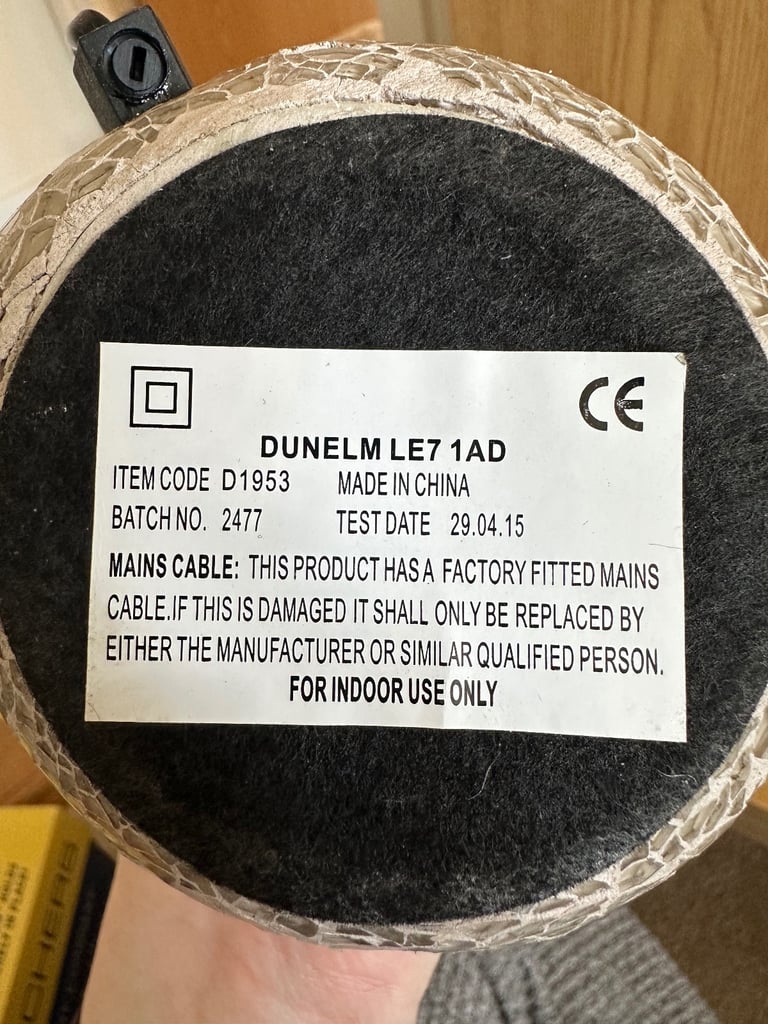 CE
DUNELM LE7 1AD
ITEM CODE D1953 MADE IN CHINA
BATCH NO. 2477 TEST DATE 29.04.15
MAINS CABLE: THIS PRODUCT HAS A FACTORY FITTED MAINS
CABLE.IF THIS IS DAMAGED IT SHALL ONLY BE REPLACED BY
EITHER THE MANUFACTURER OR SIMILAR QUALIFIED PERSON.
FOR INDOOR USE ONLY